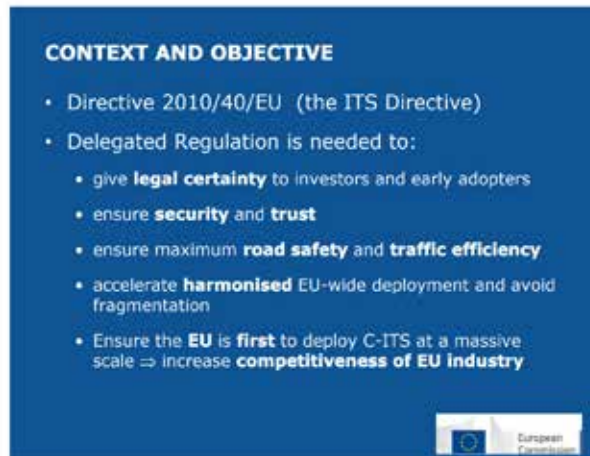 CONTEXT AND OBJECTIVE
• Directive 2010/40/EU (the ITS Directive)
• Delegated Regulation is needed to:
• give legal certainty to investors and early adopters
• ensure security and trust
• ensure maximum road safety and traffic efficiency
• accelerate harmonised EU-wide deployment and avoid
fragmentation
• Ensure the EU is first to deploy C-ITS at a massive
scale ⇒ increase competitiveness of EU industry
European
Commission